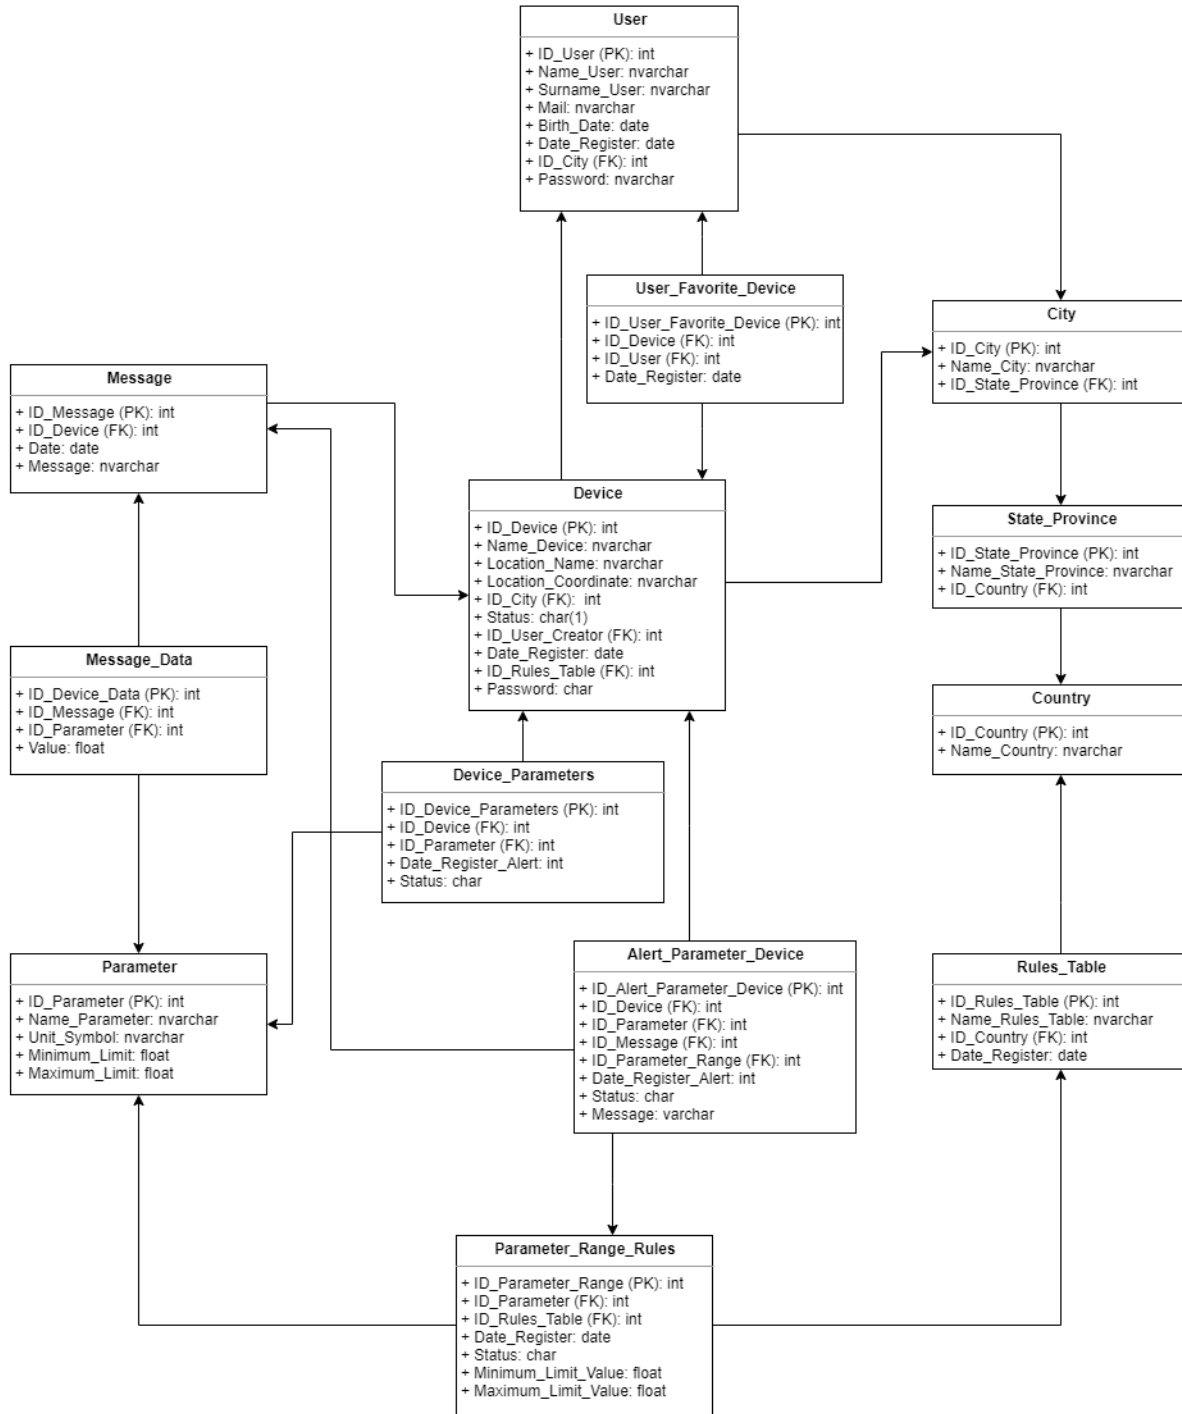 User
+ ID_User (PK): int
+ Name_User: nvarchar
+ Surname_User: nvarchar
+ Mail: nvarchar
+ Birth_Date: date
+ Date_Register: date
+ ID_City (FK): int
+ Password: nvarchar
User_Favorite_Device
+ ID_User_Favorite_Device (PK): int
+ ID_Device (FK): int
+ ID_User (FK): int
+ Date_Register: date
City
+ ID_City (PK): int
+ Name_City: nvarchar
+ ID_State_Province (FK): int
Message
+ ID_Message (PK): int
+ ID_Device (FK): int
+ Date: date
+ Message: nvarchar
Device
+ ID_Device (PK): int
+ Name_Device: nvarchar
+ Location_Name: nvarchar
+ Location_Coordinate: nvarchar
+ ID_City (FK): int
+ Status: char(1)
+ ID_User_Creator (FK): int
+ Date_Register: date
+ ID_Rules_Table (FK): int
+ Password: char
State_Province
+ ID_State_Province (PK): int
+ Name_State_Province: nvarchar
+ ID_Country (FK): int
Message_Data
+ ID_Device_Data (PK): int
+ ID_Message (FK): int
+ ID_Parameter (FK): int
+ Value: float
Country
+ ID_Country (PK): int
+ Name_Country: nvarchar
Device_Parameters
+ ID_Device_Parameters (PK): int
+ ID_Device (FK): int
+ ID_Parameter (FK): int
+ Date_Register_Alert: int
+ Status: char
Parameter
+ ID_Parameter (PK): int
+ Name_Parameter: nvarchar
+ Unit_Symbol: nvarchar
+ Minimum_Limit: float
+ Maximum_Limit: float
Alert_Parameter_Device
+ ID_Alert_Parameter_Device (PK): int
+ ID_Device (FK): int
+ ID_Parameter (FK): int
+ ID_Message (FK): int
+ ID_Parameter_Range (FK): int
+ Date_Register_Alert: int
+ Status: char
+ Message: varchar
Rules_Table
+ ID_Rules_Table (PK): int
+ Name_Rules_Table: nvarchar
+ ID_Country (FK): int
+ Date_Register: date
Parameter_Range_Rules
+ ID_Parameter_Range (PK): int
+ ID_Parameter (FK): int
+ ID_Rules_Table (FK): int
+ Date_Register: date
+ Status: char
+ Minimum_Limit_Value: float
+ Maximum_Limit_Value: float